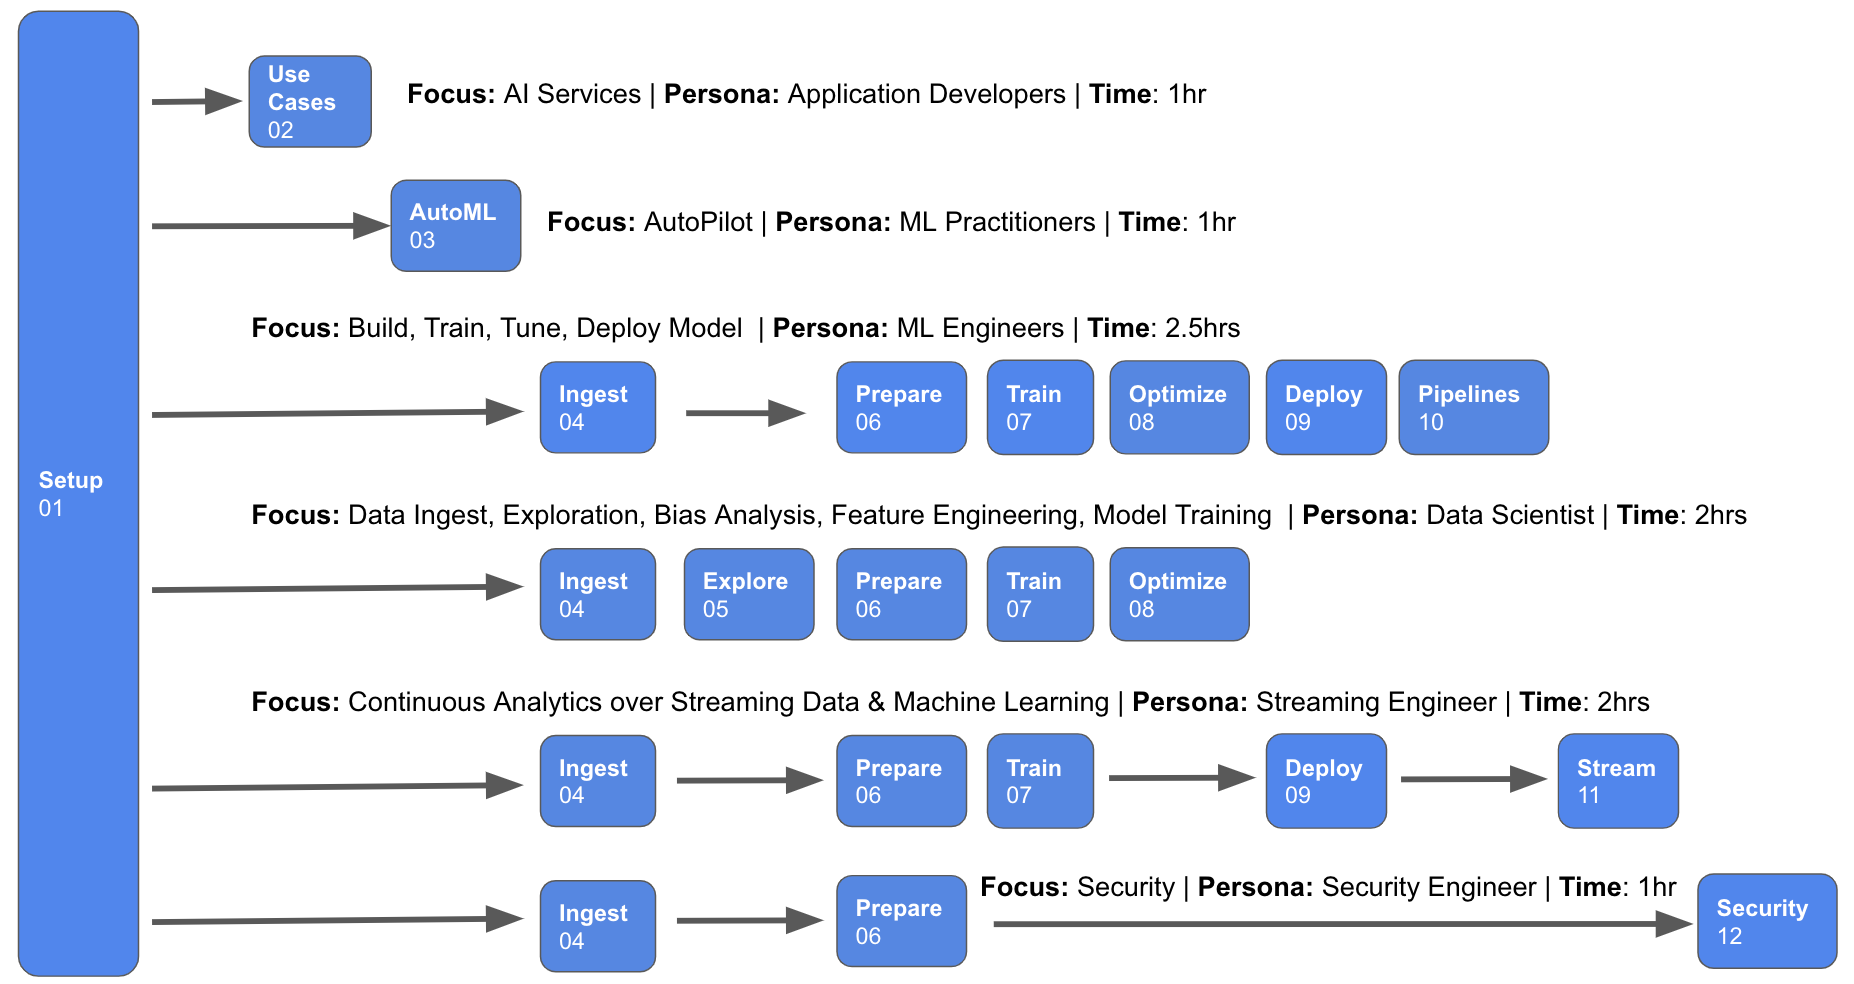 Setup
01
Use
Cases
02
Focus: AI Services | Persona: Application Developers | Time: 1hr
AutoML
03
Focus: AutoPilot | Persona: ML Practitioners | Time: 1hr
Focus: Build, Train, Tune, Deploy Model | Persona: ML Engineers | Time: 2.5hrs
Ingest
04
Prepare
06
Train
07
Optimize
08
Deploy
09
Pipelines
10
Focus: Data Ingest, Exploration, Bias Analysis, Feature Engineering, Model Training | Persona: Data Scientist | Time: 2hrs
Ingest
04
Explore
05
Prepare
06
Train
07
Optimize
08
Focus: Continuous Analytics over Streaming Data & Machine Learning | Persona: Streaming Engineer | Time: 2hrs
Ingest
04
Prepare
06
Train
07
Deploy
09
Stream
11
Ingest
04
Prepare
06
Focus: Security | Persona: Security Engineer | Time: 1hr
Security
12